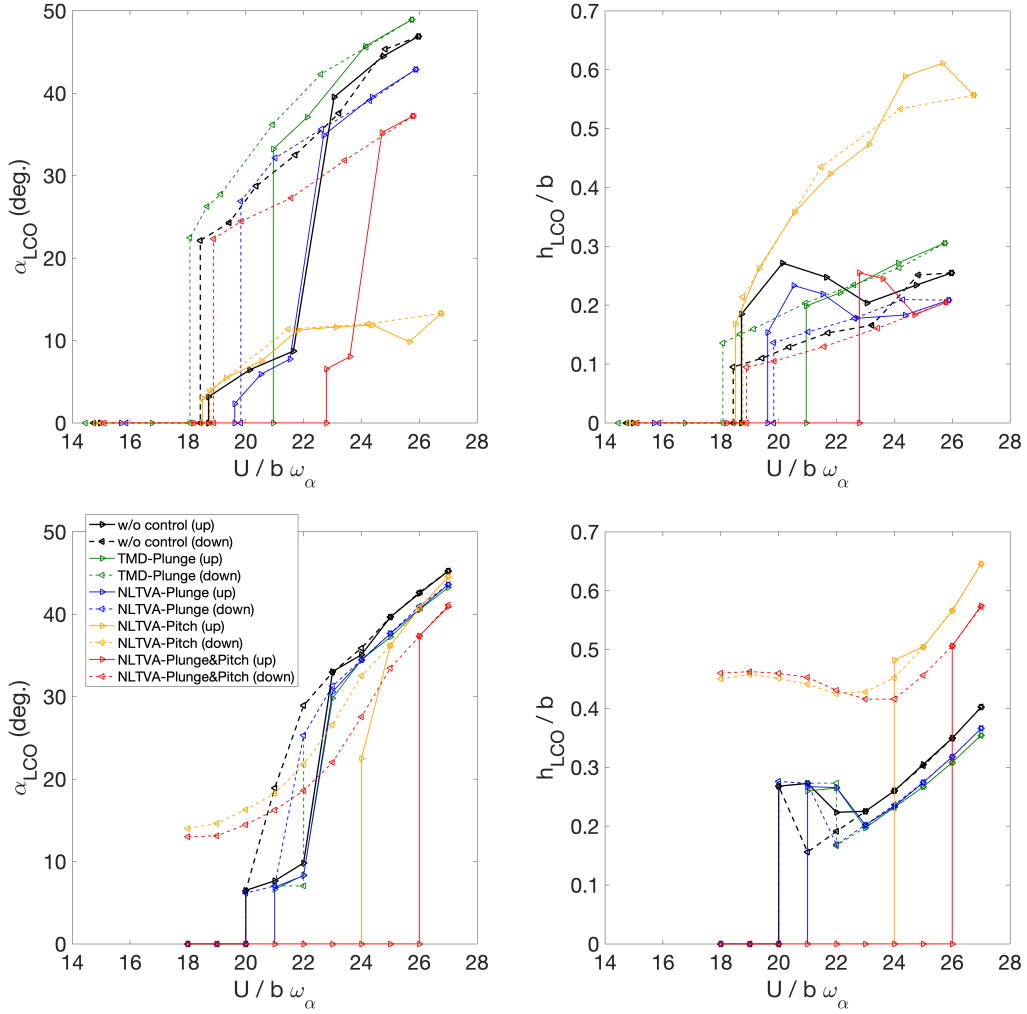 50
40
30
20
10
0
α_LCO (deg.)
14 16 18 20 22 24 26 28
U / b ω_α
0.7
0.6
0.5
0.4
0.3
0.2
0.1
0
h_LCO / b
14 16 18 20 22 24 26 28
U / b ω_α
50
40
30
20
10
0
α_LCO (deg.)
w/o control (up)
w/o control (down)
TMD-Plunge (up)
TMD-Plunge (down)
NLTVA-Plunge (up)
NLTVA-Plunge (down)
NLTVA-Pitch (up)
NLTVA-Pitch (down)
NLTVA-Plunge&Pitch (up)
NLTVA-Plunge&Pitch (down)
14 16 18 20 22 24 26 28
U / b ω_α
0.7
0.6
0.5
0.4
0.3
0.2
0.1
0
h_LCO / b
14 16 18 20 22 24 26 28
U / b ω_α